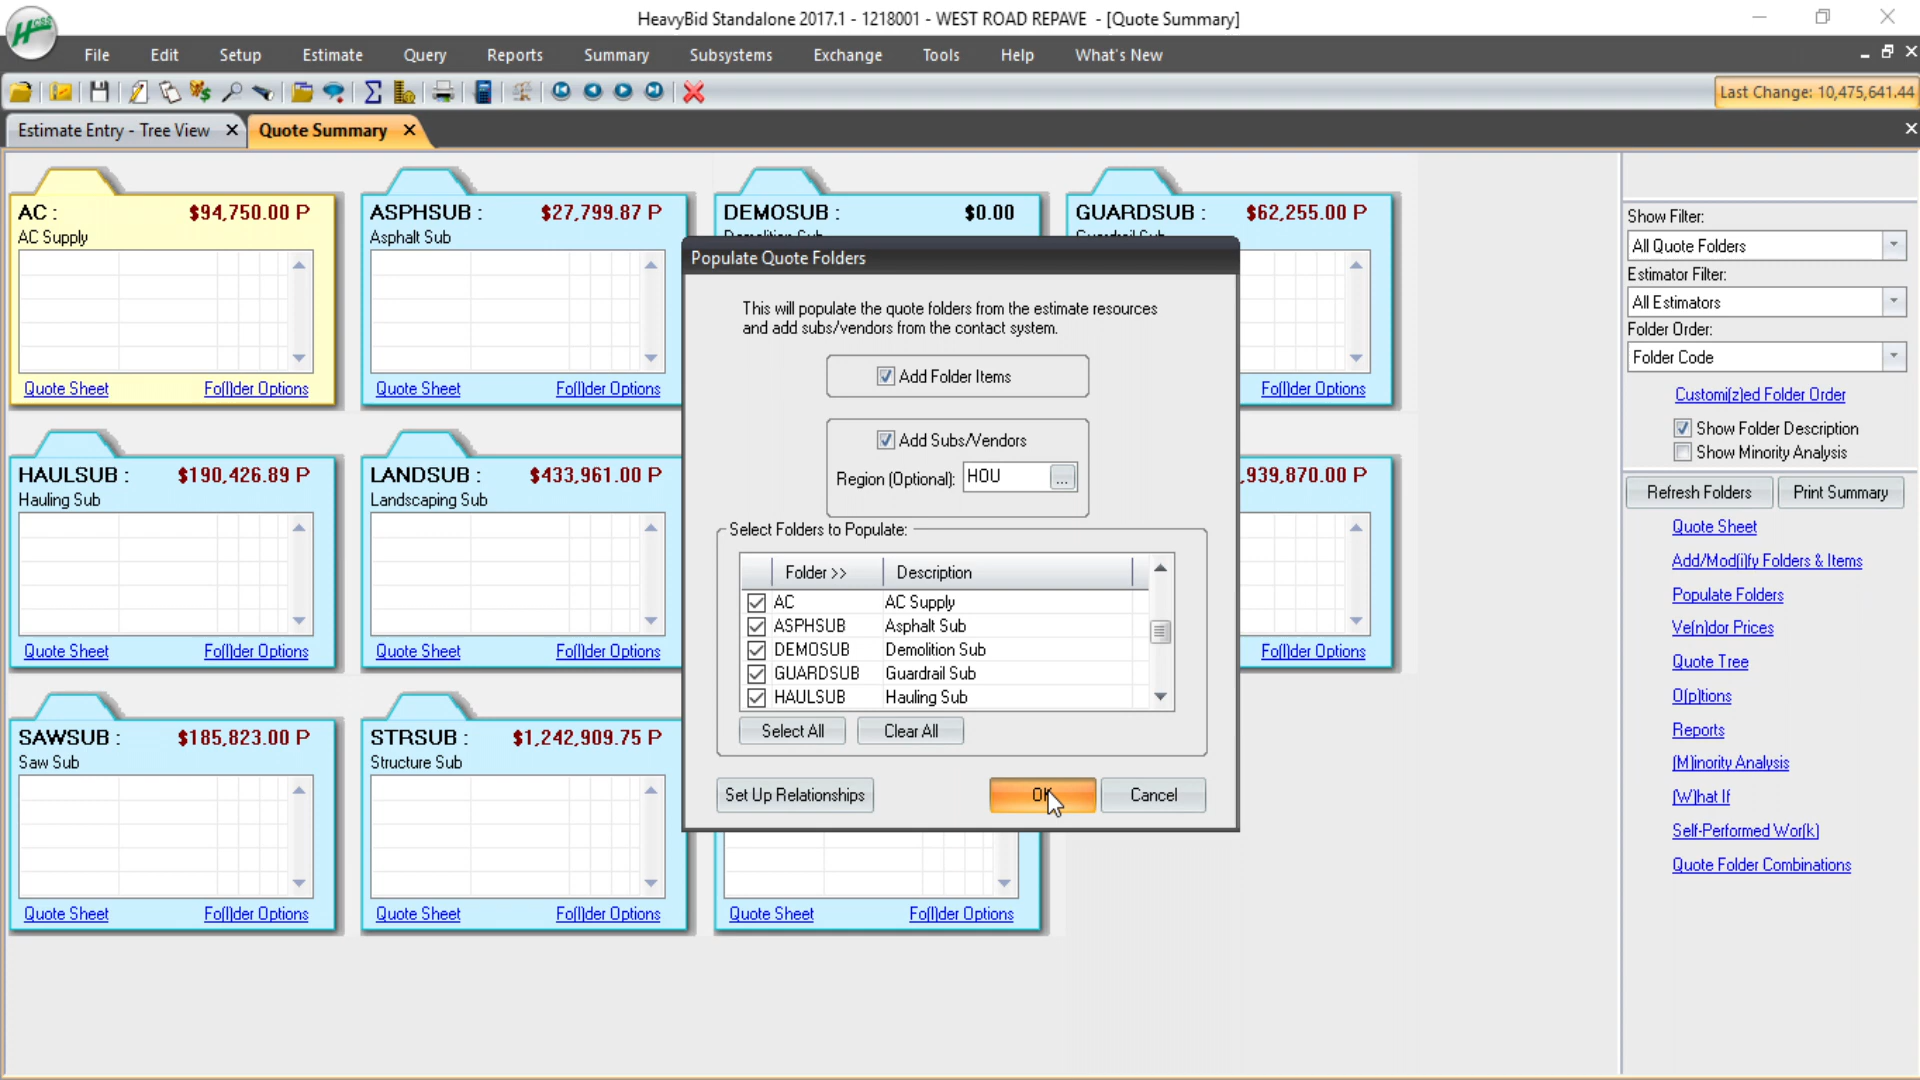 HCSS
HeavyBid Standalone 2017.1 - 1218001 - WEST ROAD REPAVE - [Quote Summary]
File Edit Setup Estimate Query Reports Summary Subsystems Exchange Tools Help What's New
Last Change: 10,475,641.44
Estimate Entry - Tree View Quote Summary
AC : $94,750.00 P
AC Supply
Quote Sheet Fo[l]der Options
ASPHSUB : $27,799.87 P
Asphalt Sub
Quote Sheet Fo[l]der Options
DEMOSUB : $0.00
Demolition Sub
GUARDSUB : $62,255.00 P
Guardrail Sub
Fo[l]der Options
HAULSUB : $190,426.89 P
Hauling Sub
Quote Sheet Fo[l]der Options
LANDSUB : $433,961.00 P
Landscaping Sub
Quote Sheet Fo[l]der Options
,939,870.00 P
Fo[l]der Options
SAWSUB : $185,823.00 P
Saw Sub
Quote Sheet Fo[l]der Options
STRSUB : $1,242,909.75 P
Structure Sub
Quote Sheet Fo[l]der Options
Quote Sheet Fo[l]der Options
Populate Quote Folders
This will populate the quote folders from the estimate resources
and add subs/vendors from the contact system.
Add Folder Items
Add Subs/Vendors
Region (Optional): HOU ...
Select Folders to Populate:
Folder >> Description
AC AC Supply
ASPHSUB Asphalt Sub
DEMOSUB Demolition Sub
GUARDSUB Guardrail Sub
HAULSUB Hauling Sub
Select All Clear All
Set Up Relationships OK Cancel
Show Filter:
All Quote Folders
Estimator Filter:
All Estimators
Folder Order:
Folder Code
Customi[z]ed Folder Order
Show Folder Description
Show Minority Analysis
Refresh Folders Print Summary
Quote Sheet
Add/Mod[i]fy Folders & Items
Populate Folders
Ve[n]dor Prices
Quote Tree
O[p]tions
Reports
[M]inority Analysis
[W]hat If
Self-Performed Wor[k]
Quote Folder Combinations